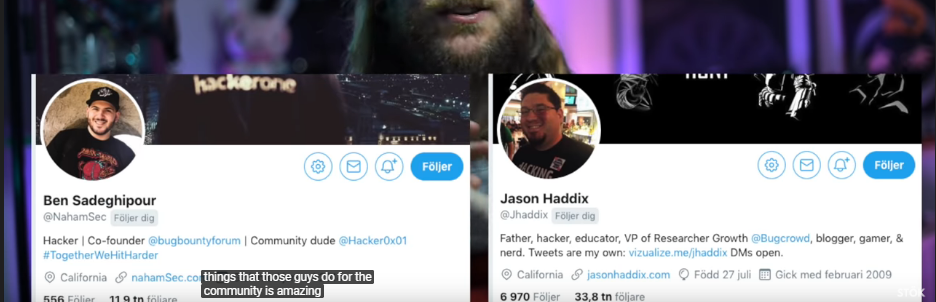 hackerone
Följer
Ben Sadeghipour
@NahamSec Följer dig
Hacker | Co-founder @bugbountyforum | Community dude @Hacker0x01
#TogetherWeHitHarder
California nahamsec.com
556 Följer 11,9 tn följare
Följer
Jason Haddix
@Jhaddix Följer dig
Father, hacker, educator, VP of Researcher Growth @Bugcrowd, blogger, gamer, &
nerd. Tweets are my own: vizualize.me/jhaddix DMs open.
California jasonhaddix.com Född 27 juli Gick med februari 2009
6 970 Följer 33,8 tn följare
things that those guys do for the
community is amazing
STÖK